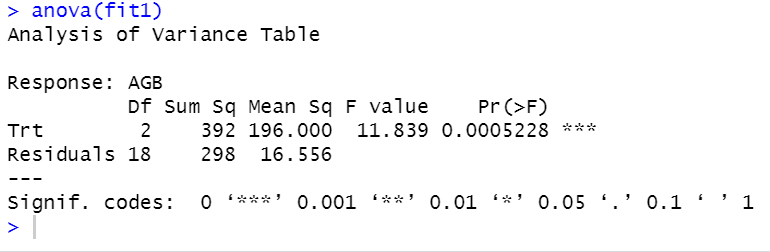 > anova(fit1)
Analysis of Variance Table

Response: AGB
          Df Sum Sq Mean Sq F value    Pr(>F)
Trt        2    392 196.000  11.839 0.0005228 ***
Residuals 18    298  16.556
---
Signif. codes:  0 ‘***’ 0.001 ‘**’ 0.01 ‘*’ 0.05 ‘.’ 0.1 ‘ ’ 1
>